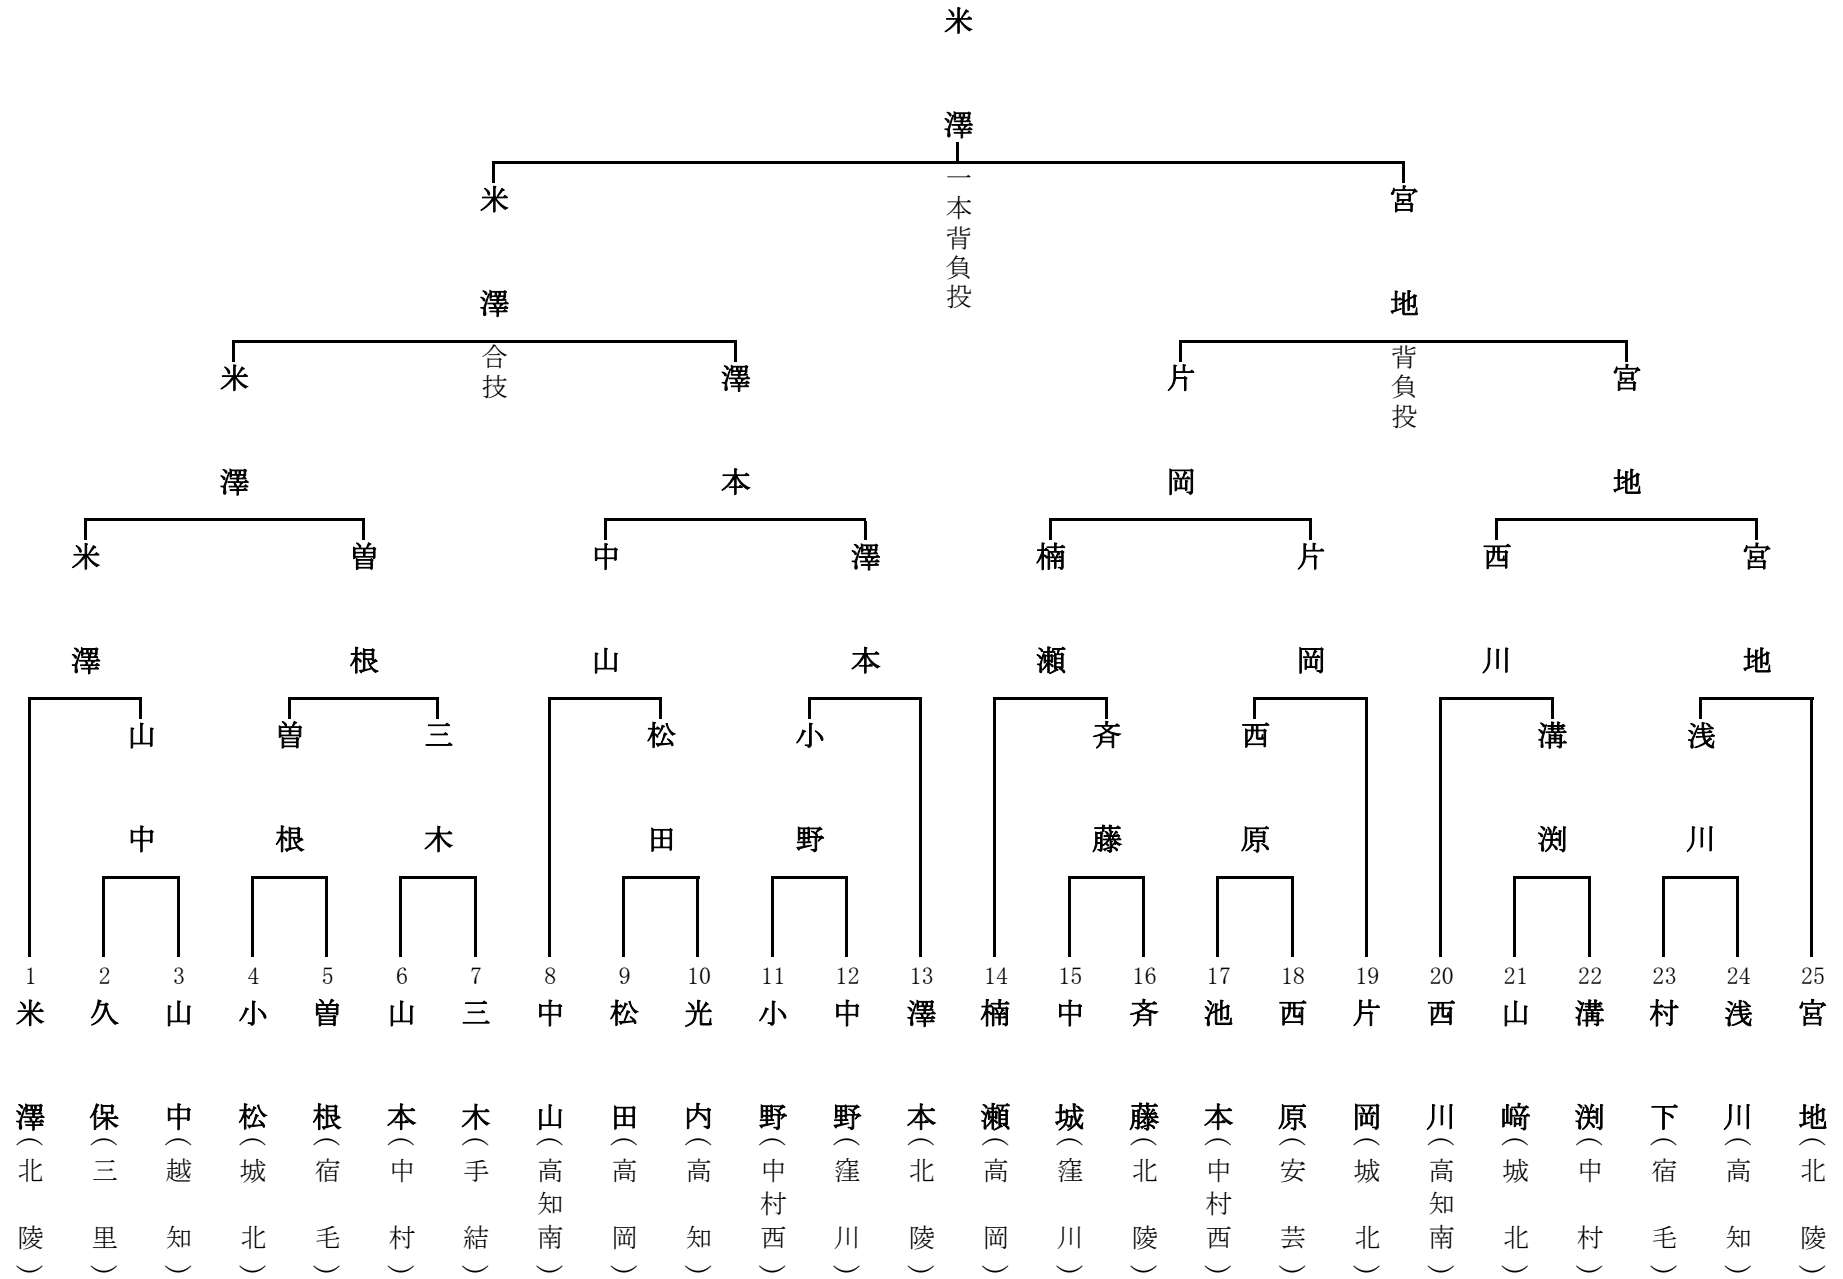 米澤
一本背負投
米澤
宮地
合技
背負投
米澤
澤本
片岡
宮地
米澤
曽根
中山
澤本
楠瀬
片岡
西川
宮地
山中
曽根
三木
松田
小野
斉藤
西原
溝渕
浅川
1 米澤(北陵)
2 久保(三里)
3 山中(越知)
4 小松(城北)
5 曽根(宿毛)
6 山本(中村)
7 三木(手結)
8 中山(高知南)
9 松田(高岡)
10 光内(高知)
11 小野(中村西)
12 中野(窪川)
13 澤本(北陵)
14 楠瀬(高岡)
15 中城(窪川)
16 斉藤(北陵)
17 池本(中村西)
18 西原(安芸)
19 片岡(城北)
20 西川(高知南)
21 山﨑(城北)
22 溝渕(中村)
23 村下(宿毛)
24 浅川(高知)
25 宮地(北陵)